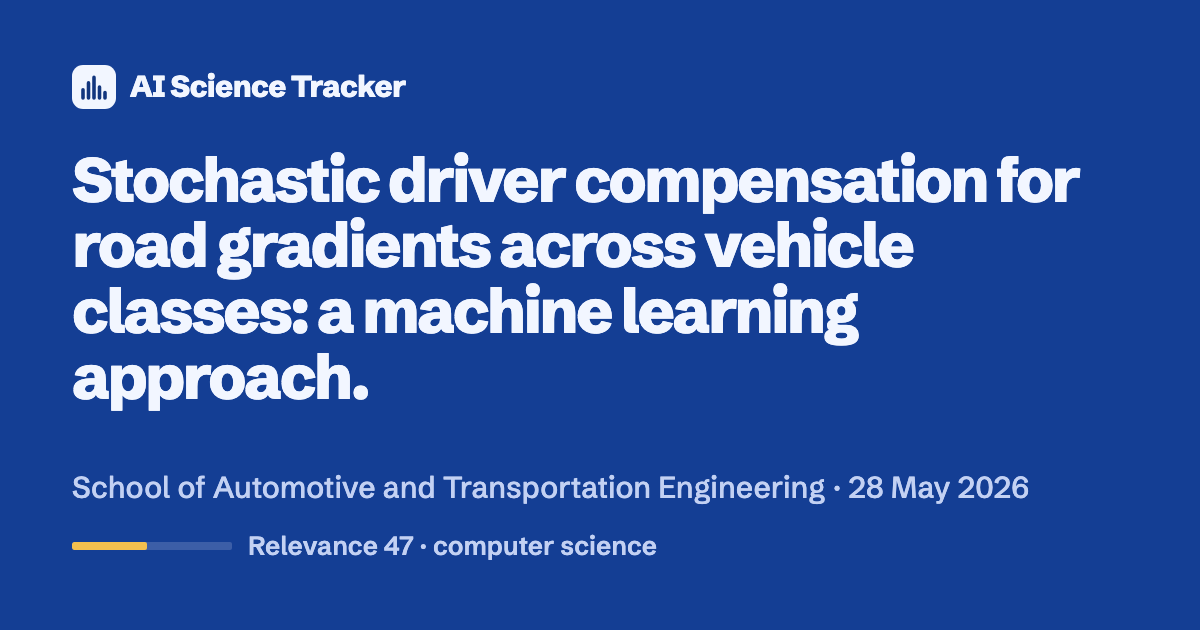 AI Science Tracker
Stochastic driver compensation for
road gradients across vehicle
classes: a machine learning
approach.
School of Automotive and Transportation Engineering · 28 May 2026
Relevance 47 · computer science